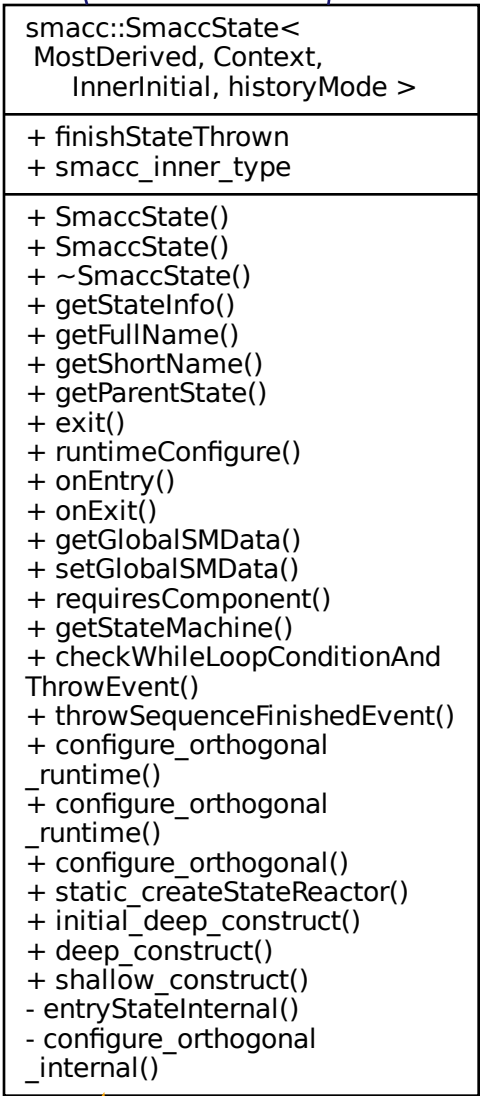 smacc::SmaccState<
MostDerived, Context,
InnerInitial, historyMode >
+ finishStateThrown
+ smacc_inner_type
+ SmaccState()
+ SmaccState()
+ ~SmaccState()
+ getStateInfo()
+ getFullName()
+ getShortName()
+ getParentState()
+ exit()
+ runtimeConfigure()
+ onEntry()
+ onExit()
+ getGlobalSMData()
+ setGlobalSMData()
+ requiresComponent()
+ getStateMachine()
+ checkWhileLoopConditionAnd
ThrowEvent()
+ throwSequenceFinishedEvent()
+ configure_orthogonal
_runtime()
+ configure_orthogonal
_runtime()
+ configure_orthogonal()
+ static_createStateReactor()
+ initial_deep_construct()
+ deep_construct()
+ shallow_construct()
- entryStateInternal()
- configure_orthogonal
_internal()